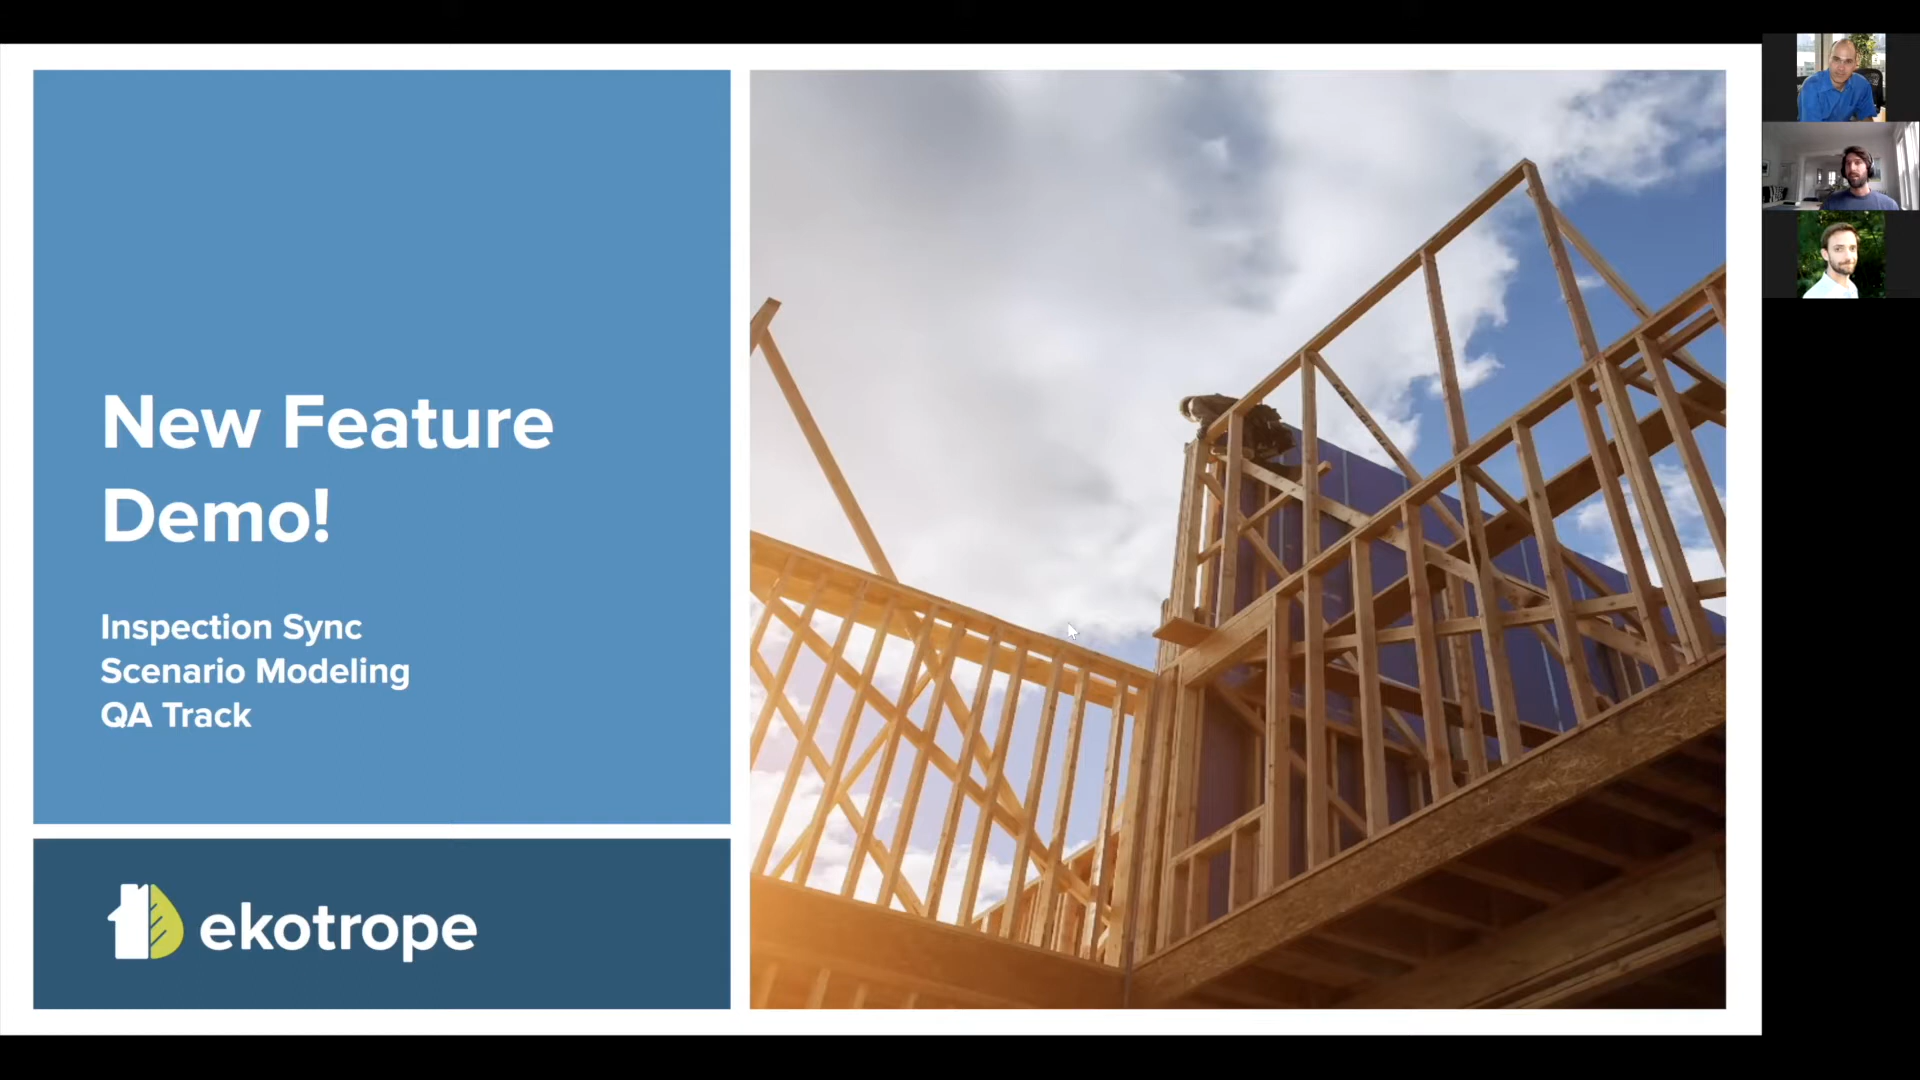 New Feature
Demo!
Inspection Sync
Scenario Modeling
QA Track
ekotrope